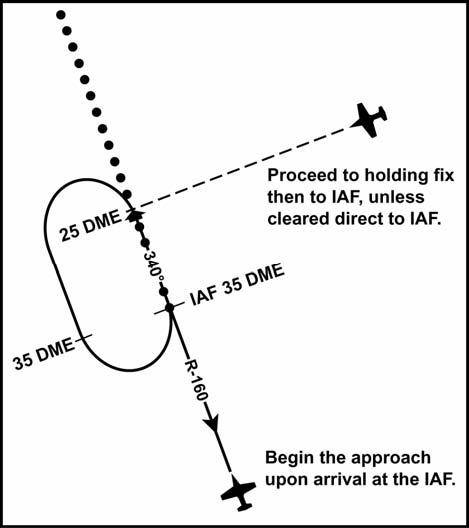 Proceed to holding fix
then to IAF, unless
cleared direct to IAF.
25 DME
340°
IAF 35 DME
35 DME
R-160
Begin the approach
upon arrival at the IAF.